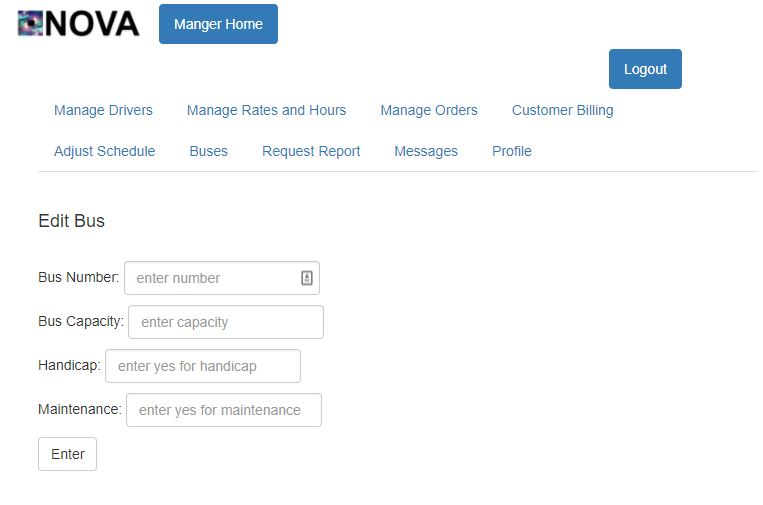 NOVA Manger Home
Logout
Manage Drivers Manage Rates and Hours Manage Orders Customer Billing
Adjust Schedule Buses Request Report Messages Profile
Edit Bus
Bus Number: enter number
Bus Capacity: enter capacity
Handicap: enter yes for handicap
Maintenance: enter yes for maintenance
Enter